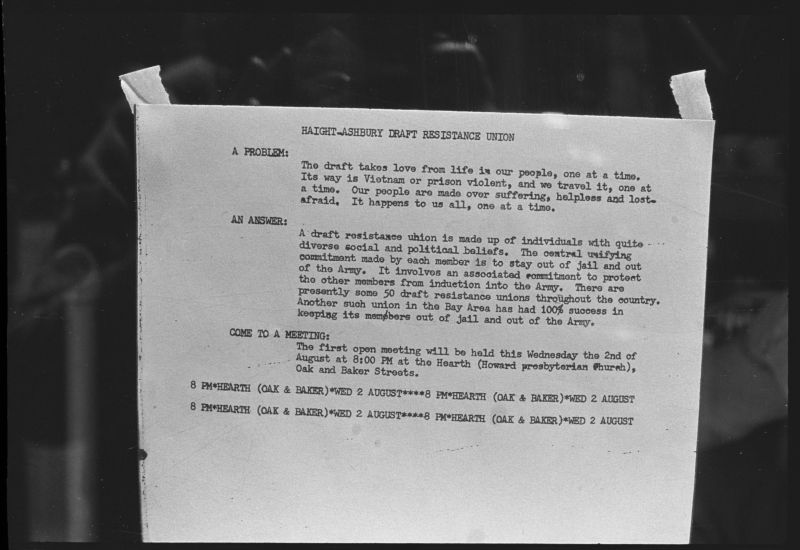 HAIGHT-ASHBURY DRAFT RESISTANCE UNION
A PROBLEM:
The draft takes love from life in our people, one at a time.
Its way is Vietnam or prison violent, and we travel it, one at
a time. Our people are made over suffering, helpless and lost-
afraid. It happens to us all, one at a time.
AN ANSWER:
A draft resistance union is made up of individuals with quite
diverse social and political beliefs. The central unifying
commitment made by each member is to stay out of jail and out
of the Army. It involves an associated commitment to protect
the other members from induction into the Army. There are
presently some 50 draft resistance unions throughout the country.
Another such union in the Bay Area has had 100% success in
keeping its members out of jail and out of the Army.
COME TO A MEETING:
The first open meeting will be held this Wednesday the 2nd of
August at 8:00 PM at the Hearth (Howard presbyterian Church),
Oak and Baker Streets.
8 PM*HEARTH (OAK & BAKER)*WED 2 AUGUST****8 PM*HEARTH (OAK & BAKER)*WED 2 AUGUST
8 PM*HEARTH (OAK & BAKER)*WED 2 AUGUST****8 PM*HEARTH (OAK & BAKER)*WED 2 AUGUST